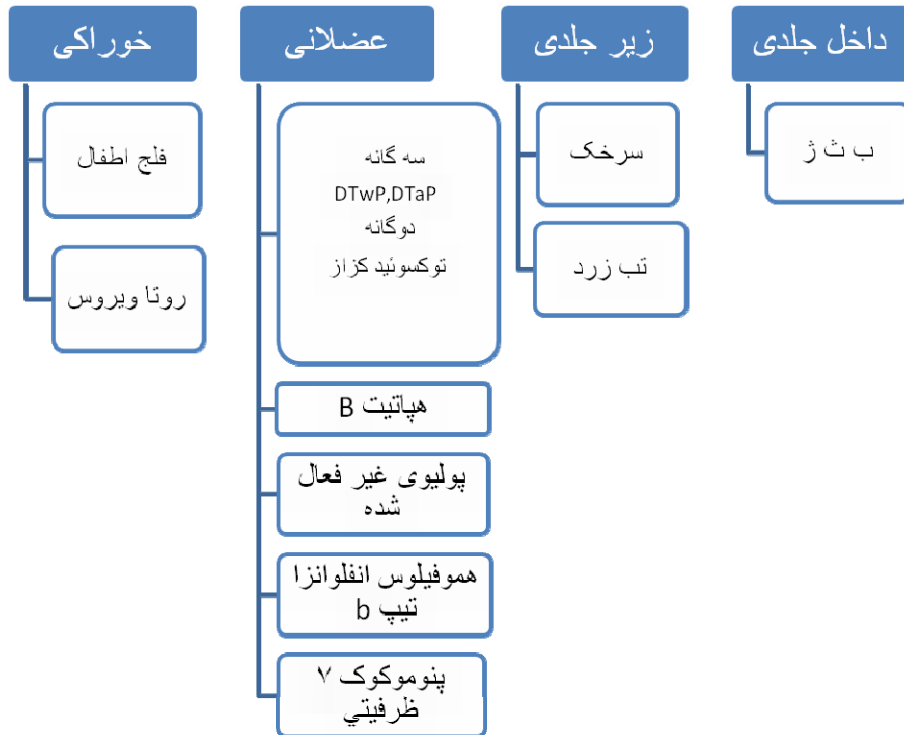 داخل جلدی
ب ث ژ
زیر جلدی
سرخک
تب زرد
عضلانی
سه گانه
DTwP,DTaP
دوگانه
توکسوئید کزاز
هپاتیت B
پولیوی غیر فعال
شده
هموفیلوس انفلوانزا
تیپ b
پنوموکوک ۷
ظرفيتي
خوراکی
فلج اطفال
روتا ویروس